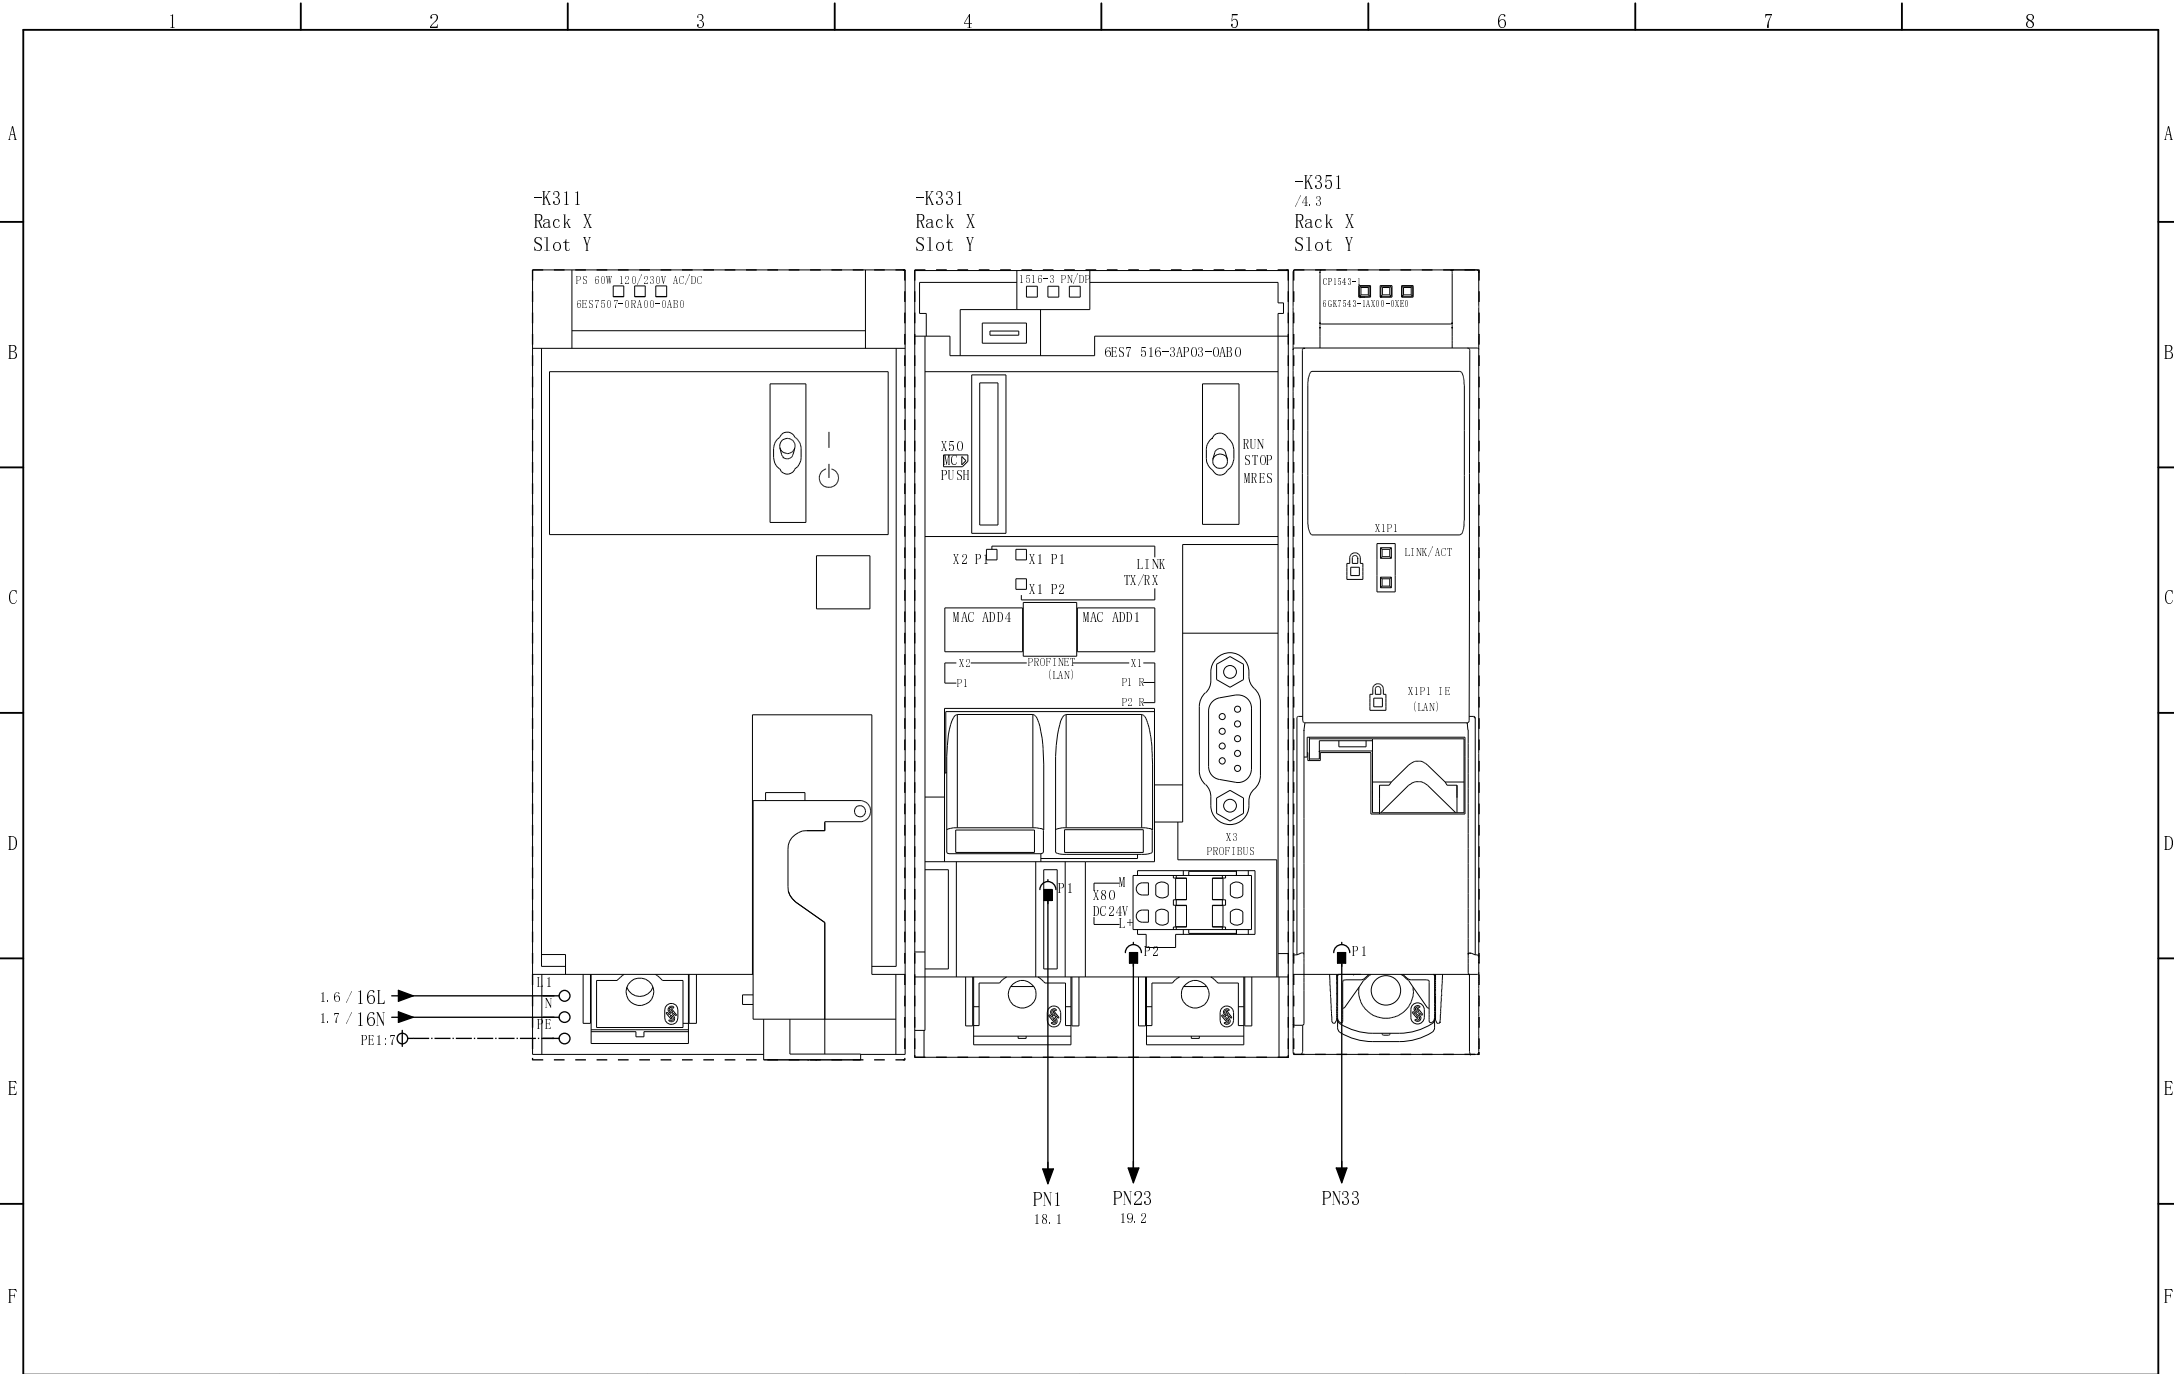 1 2 3 4 5 6 7 8
A A
-K311
Rack X
Slot Y
-K331
Rack X
Slot Y
-K351
/4.3
Rack X
Slot Y
PS 60W 120/230V AC/DC
6ES7507-0RA00-0AB0
1516-3 PN/DP
CP1543-1
6GK7543-1AX00-0XE0
B B
6ES7 516-3AP03-0AB0
X50
MC
PUSH
RUN
STOP
MRES
X2 P1
X1 P1
X1 P2
LINK
TX/RX
X1P1
LINK/ACT
C C
MAC ADD4
MAC ADD1
X2
PROFINET
(LAN)
X1
P1
P1 R
P2 R
X1P1 IE
(LAN)
D D
X3
PROFIBUS
P1
M
X80
DC24V
L+
P2
P1
L1
N
PE
1.6 / 16L
1.7 / 16N
PE1:7
E E
PN1
18.1
PN23
19.2
PN33
F F